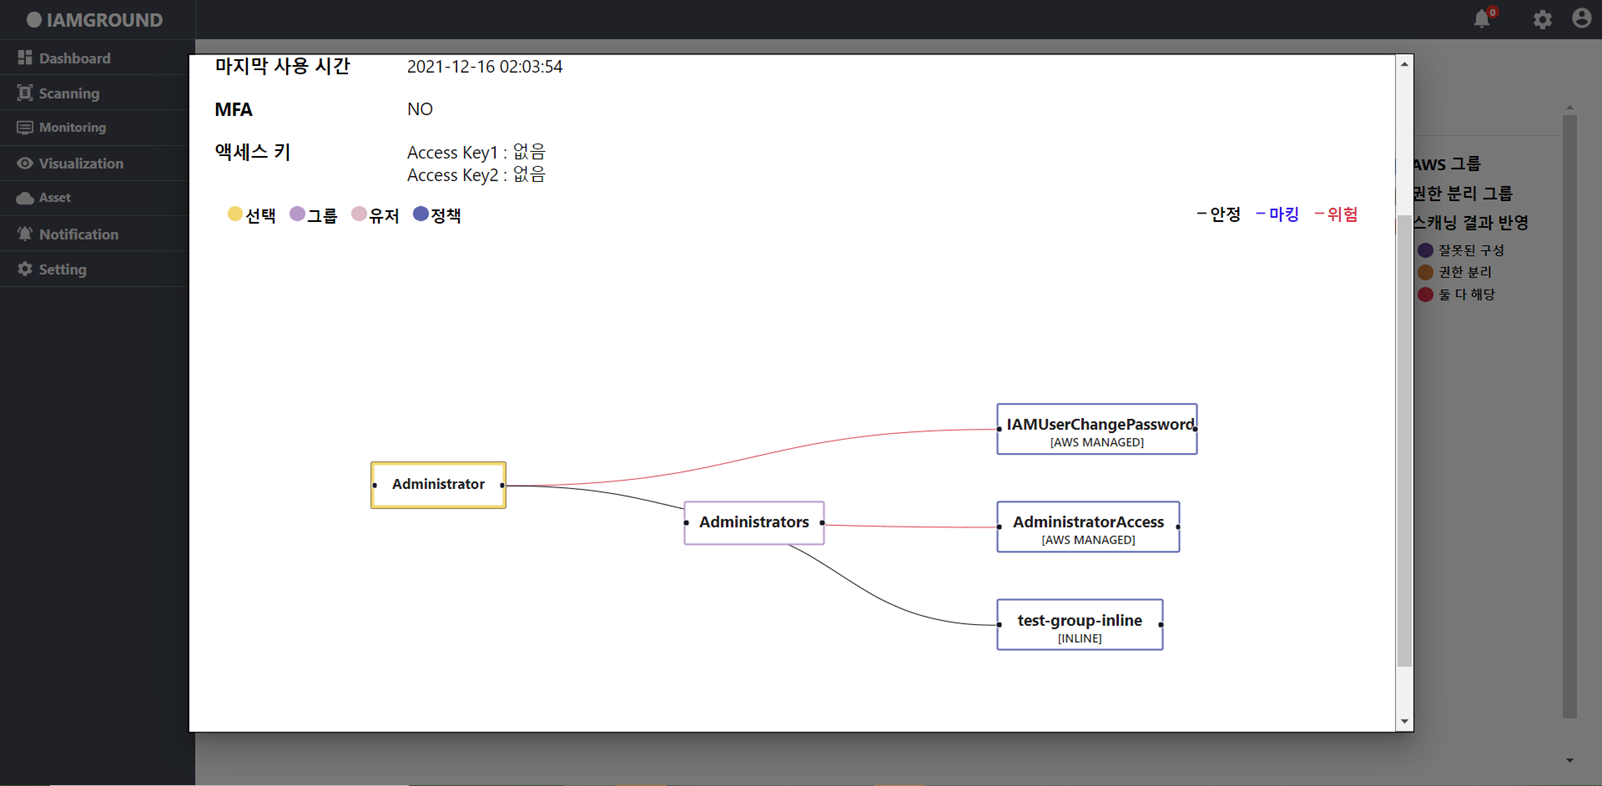 IAMGROUND
0
Dashboard
Scanning
Monitoring
Visualization
Asset
Notification
Setting
마지막 사용 시간 2021-12-16 02:03:54
MFA NO
액세스 키 Access Key1 : 없음
Access Key2 : 없음
선택 그룹 유저 정책
안정 마킹 위험
IAMUserChangePassword
[AWS MANAGED]
Administrator
Administrators
AdministratorAccess
[AWS MANAGED]
test-group-inline
[INLINE]
AWS 그룹
권한 분리 그룹
스캐닝 결과 반영
잘못된 구성
권한 분리
둘 다 해당